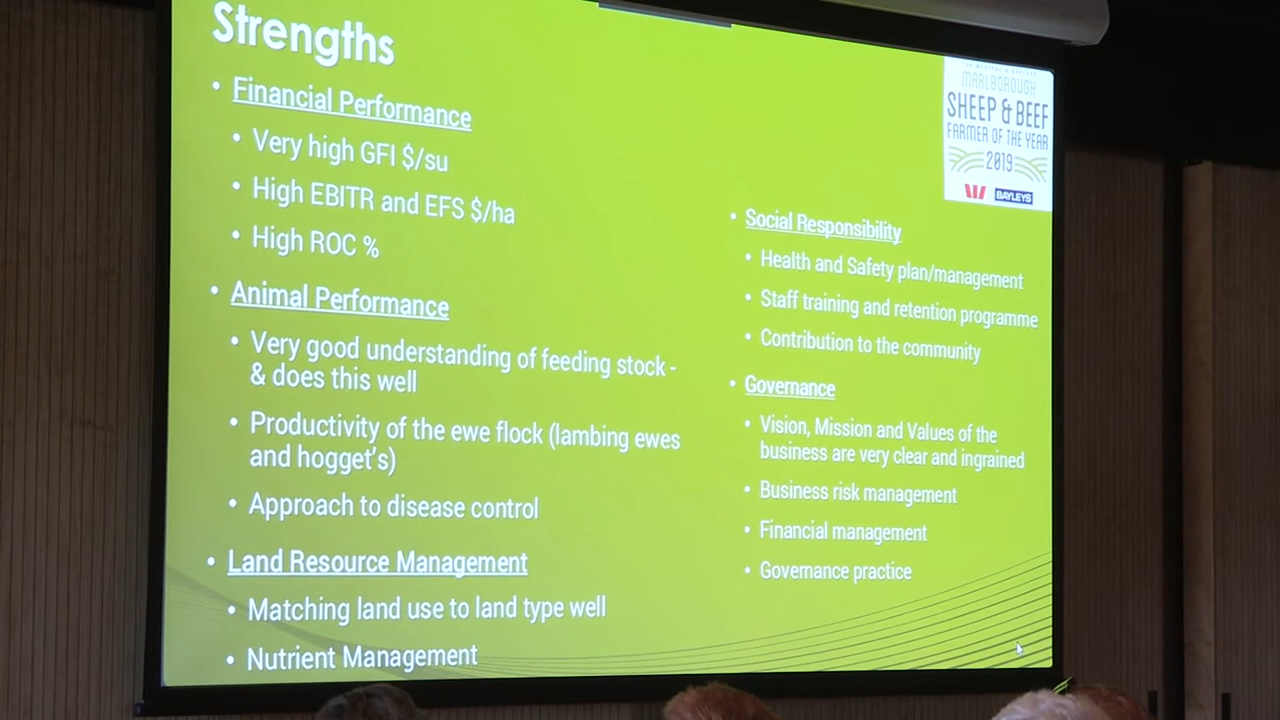 Strengths
• Financial Performance
• Very high GFI $/su
• High EBITR and EFS $/ha
• High ROC %
• Animal Performance
• Very good understanding of feeding stock -
& does this well
• Productivity of the ewe flock (lambing ewes
and hogget's)
• Approach to disease control
• Land Resource Management
• Matching land use to land type well
• Nutrient Management
MARLBOROUGH
SHEEP & BEEF
FARMER OF THE YEAR
2019
BAYLEYS
• Social Responsibility
• Health and Safety plan/management
• Staff training and retention programme
• Contribution to the community
• Governance
• Vision, Mission and Values of the
business are very clear and ingrained
• Business risk management
• Financial management
• Governance practice